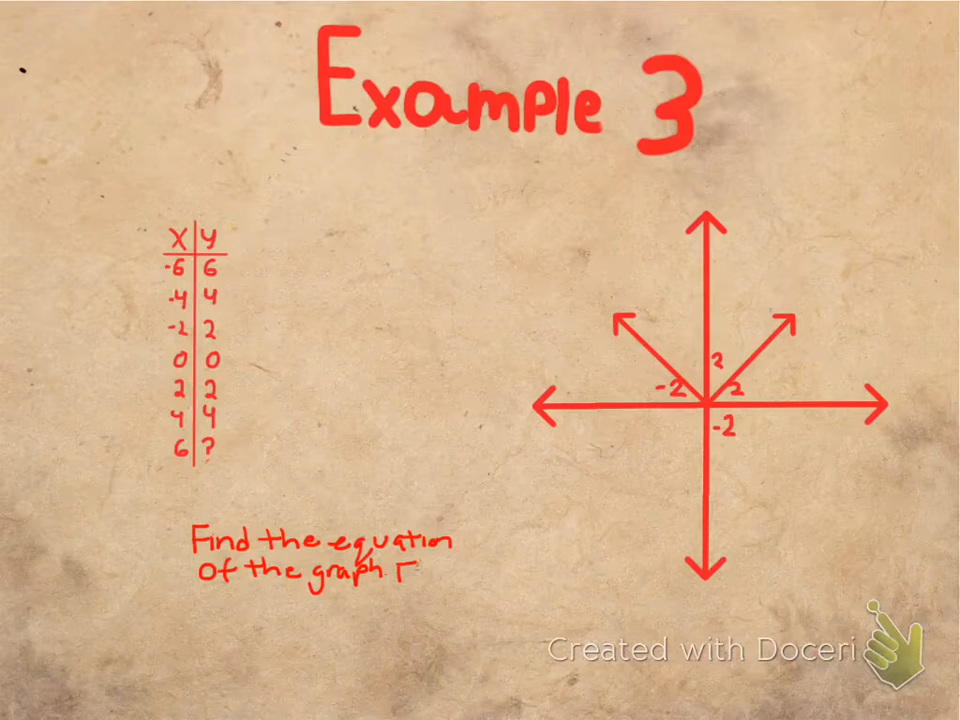 Example 3
x y
-6 6
-4 4
-2 2
0 0
2 2
4 4
6 ?
2
-2 2
-2
Find the equation
of the graph.
Created with Doceri